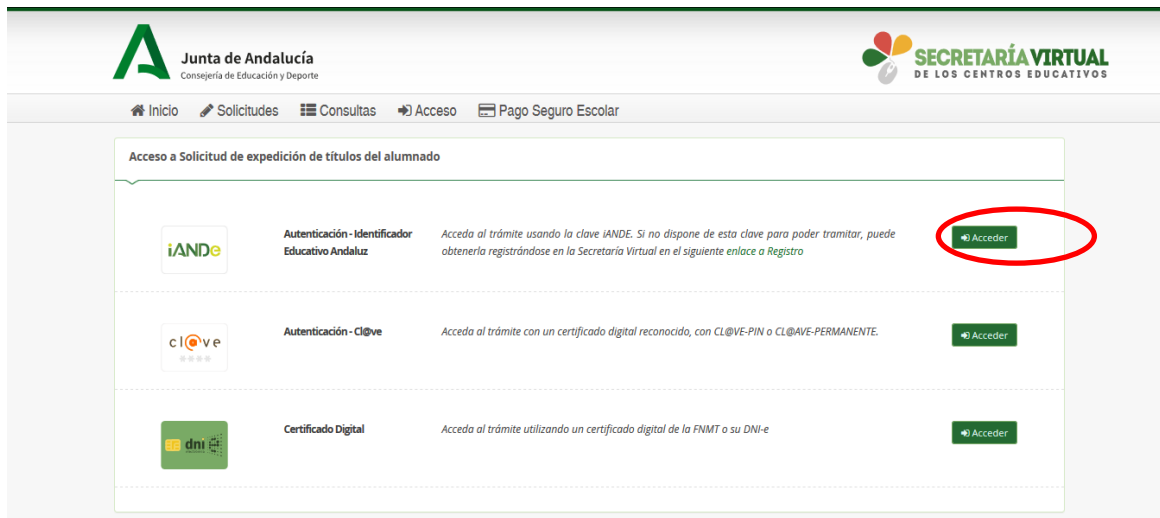 Junta de Andalucía
Consejería de Educación y Deporte
SECRETARÍA VIRTUAL
DE LOS CENTROS EDUCATIVOS
Inicio Solicitudes Consultas Acceso Pago Seguro Escolar
Acceso a Solicitud de expedición de títulos del alumnado
iANDe
Autenticación - Identificador
Educativo Andaluz
Acceda al trámite usando la clave iANDE. Si no dispone de esta clave para poder tramitar, puede
obtenerla registrándose en la Secretaría Virtual en el siguiente enlace a Registro
Acceder
cl@ve
Autenticación - Cl@ve
Acceda al trámite con un certificado digital reconocido, con CL@VE-PIN o CL@AVE-PERMANENTE.
Acceder
dni e
Certificado Digital
Acceda al trámite utilizando un certificado digital de la FNMT o su DNI-e
Acceder